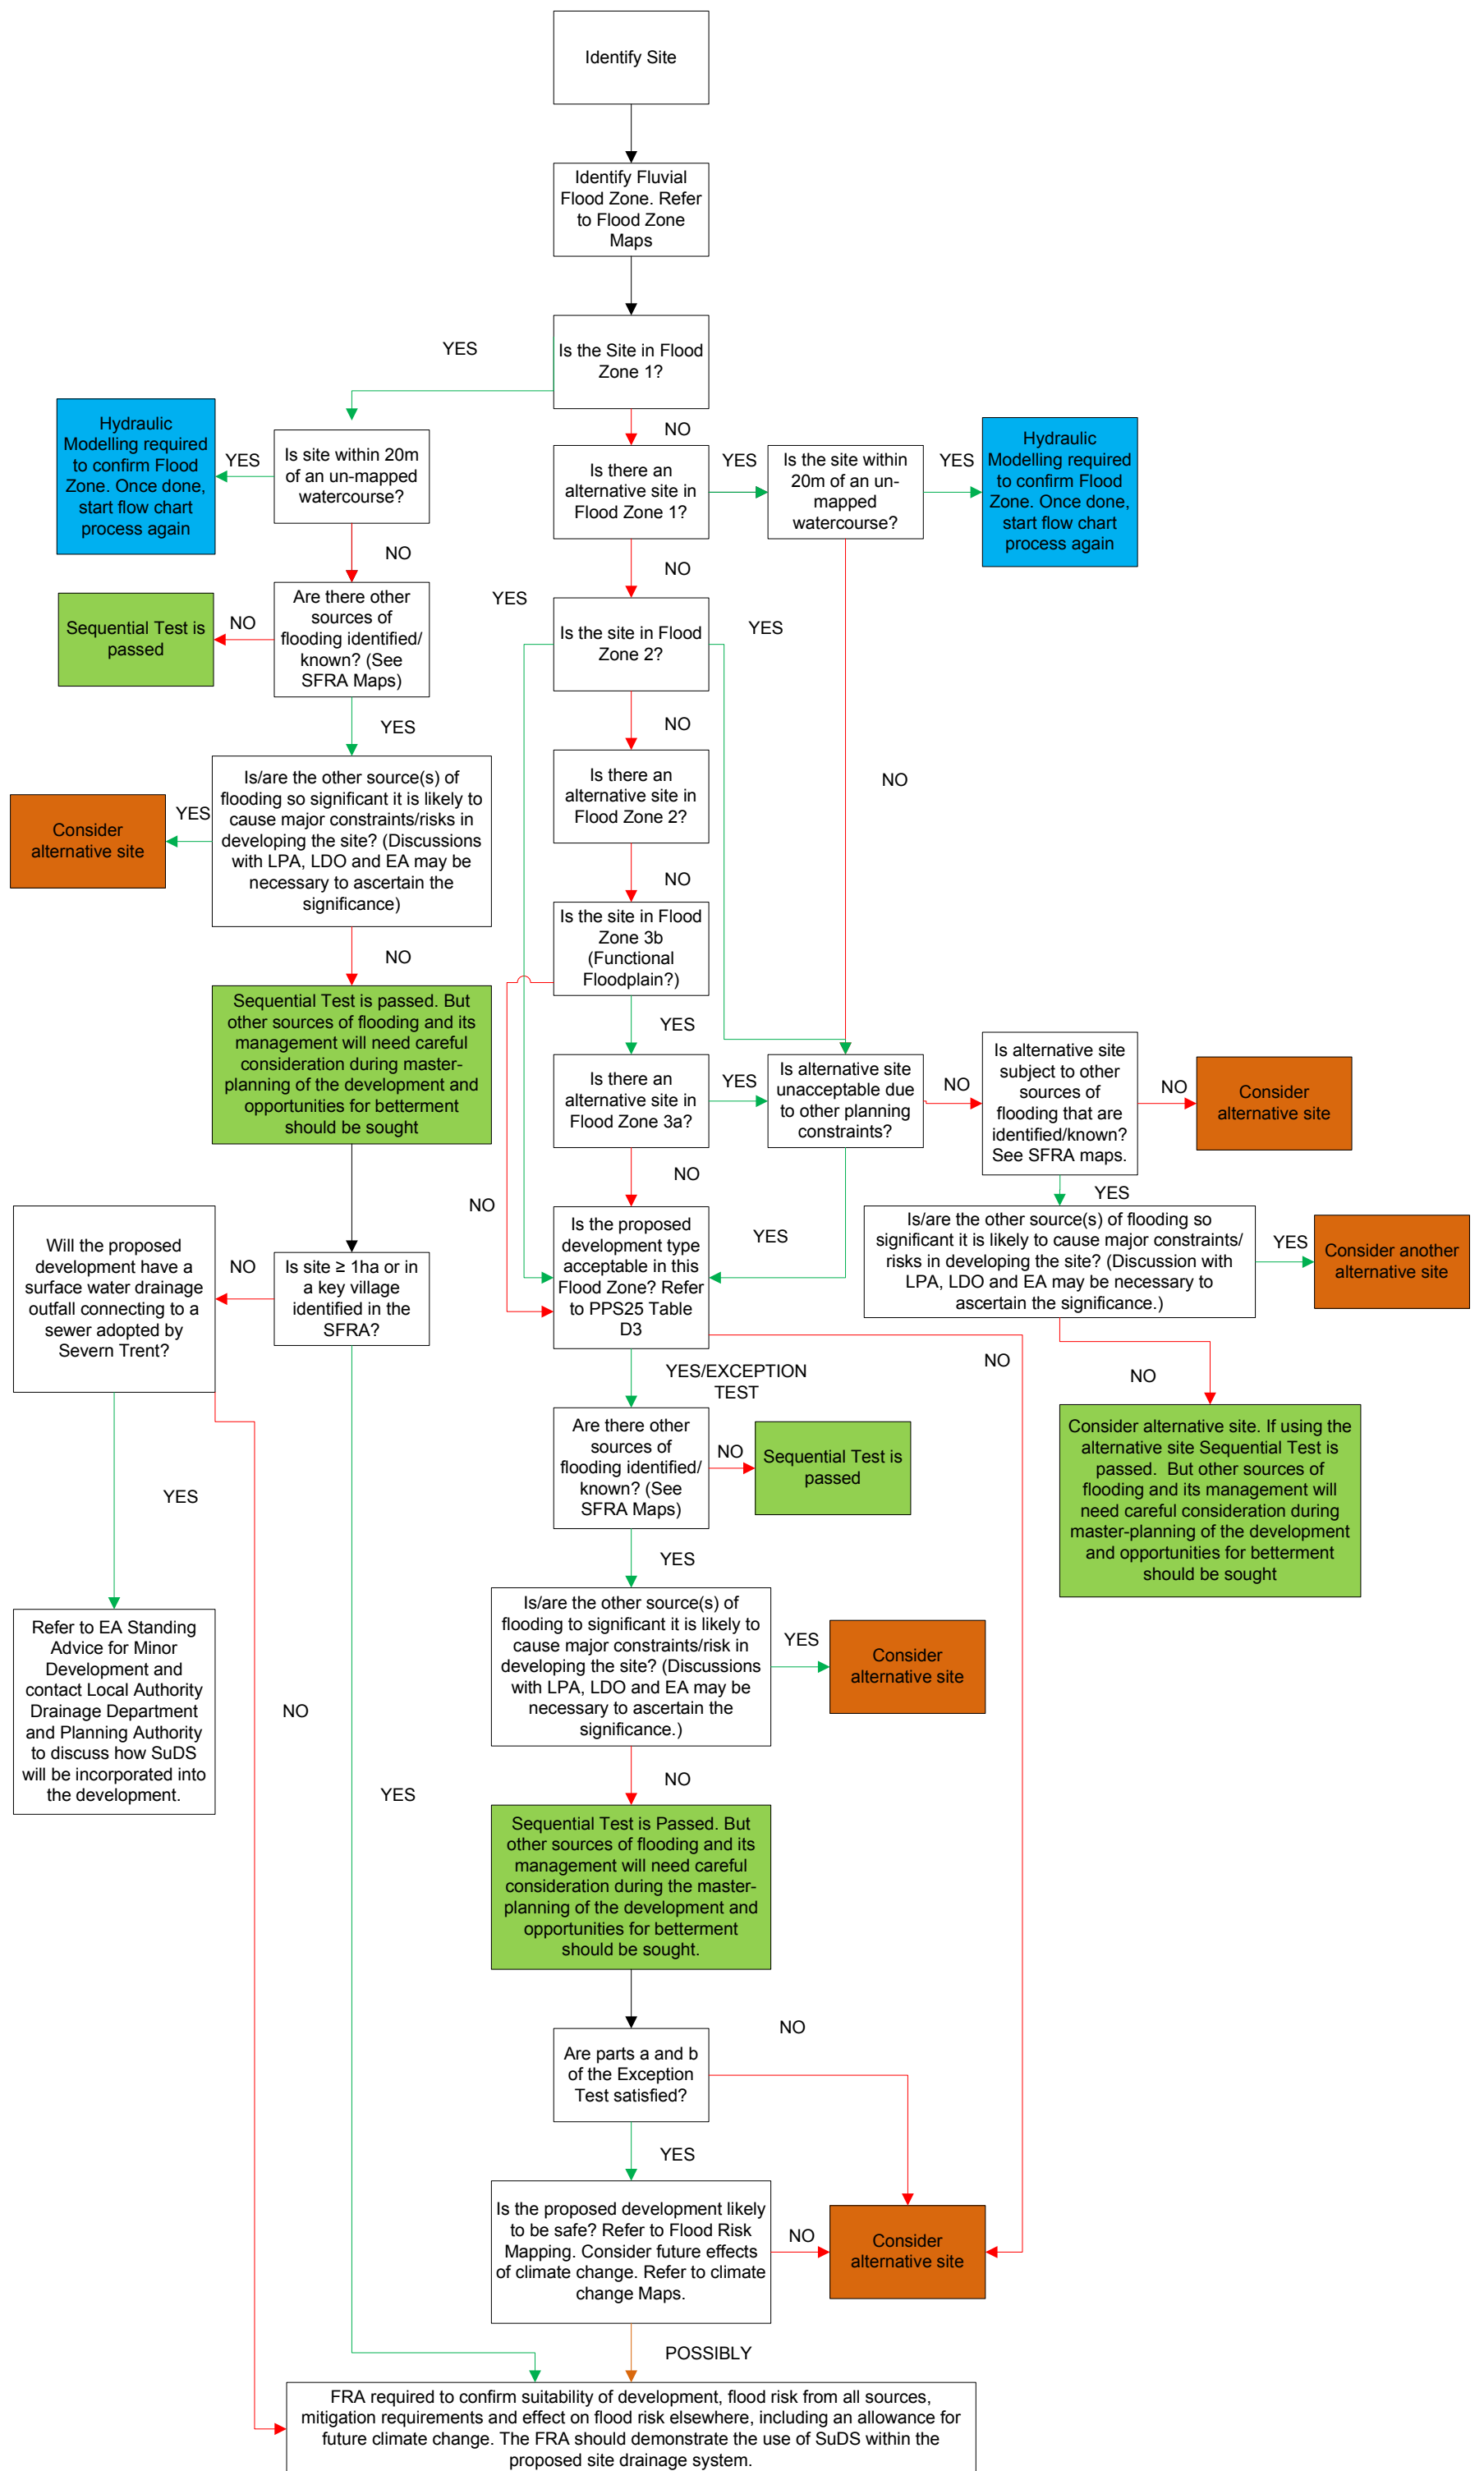 Identify Site
Identify Fluvial
Flood Zone. Refer
to Flood Zone
Maps
YES
Is the Site in Flood
Zone 1?
NO
Hydraulic
Modelling required
to confirm Flood
Zone. Once done,
start flow chart
process again
YES
Is site within 20m
of an un-mapped
watercourse?
Is there an
alternative site in
Flood Zone 1?
YES
Is the site within
20m of an un-
mapped
watercourse?
YES
Hydraulic
Modelling required
to confirm Flood
Zone. Once done,
start flow chart
process again
NO
NO
Sequential Test is
passed
NO
Are there other
sources of
flooding identified/
known? (See
SFRA Maps)
YES
Is the site in Flood
Zone 2?
YES
YES
NO
Is/are the other source(s) of
flooding so significant it is likely to
cause major constraints/risks in
developing the site? (Discussions
with LPA, LDO and EA may be
necessary to ascertain the
significance)
YES
Consider
alternative site
Is there an
alternative site in
Flood Zone 2?
NO
NO
NO
Is the site in Flood
Zone 3b
(Functional
Floodplain?)
YES
Sequential Test is passed. But
other sources of flooding and its
management will need careful
consideration during master-
planning of the development and
opportunities for betterment
should be sought
Is there an
alternative site in
Flood Zone 3a?
YES
Is alternative site
unacceptable due
to other planning
constraints?
NO
Is alternative site
subject to other
sources of
flooding that are
identified/known?
See SFRA maps.
NO
Consider
alternative site
NO
YES
NO
YES
Will the proposed
development have a
surface water drainage
outfall connecting to a
sewer adopted by
Severn Trent?
NO
Is site ≥ 1ha or in
a key village
identified in the
SFRA?
Is the proposed
development type
acceptable in this
Flood Zone? Refer
to PPS25 Table
D3
Is/are the other source(s) of flooding so
significant it is likely to cause major constraints/
risks in developing the site? (Discussion with
LPA, LDO and EA may be necessary to
ascertain the significance.)
YES
Consider another
alternative site
NO
YES/EXCEPTION
TEST
NO
Are there other
sources of
flooding identified/
known? (See
SFRA Maps)
NO
Sequential Test is
passed
Consider alternative site. If using the
alternative site Sequential Test is
passed.  But other sources of
flooding and its management will
need careful consideration during
master-planning of the development
and opportunities for betterment
should be sought
YES
YES
Refer to EA Standing
Advice for Minor
Development and
contact Local Authority
Drainage Department
and Planning Authority
to discuss how SuDS
will be incorporated into
the development.
NO
Is/are the other source(s) of
flooding to significant it is likely to
cause major constraints/risk in
developing the site? (Discussions
with LPA, LDO and EA may be
necessary to ascertain the
significance.)
YES
Consider
alternative site
NO
YES
Sequential Test is Passed. But
other sources of flooding and its
management will need careful
consideration during the master-
planning of the development and
opportunities for betterment
should be sought.
NO
Are parts a and b
of the Exception
Test satisfied?
YES
Is the proposed development likely
to be safe? Refer to Flood Risk
Mapping. Consider future effects
of climate change. Refer to climate
change Maps.
NO
Consider
alternative site
POSSIBLY
FRA required to confirm suitability of development, flood risk from all sources,
mitigation requirements and effect on flood risk elsewhere, including an allowance for
future climate change. The FRA should demonstrate the use of SuDS within the
proposed site drainage system.